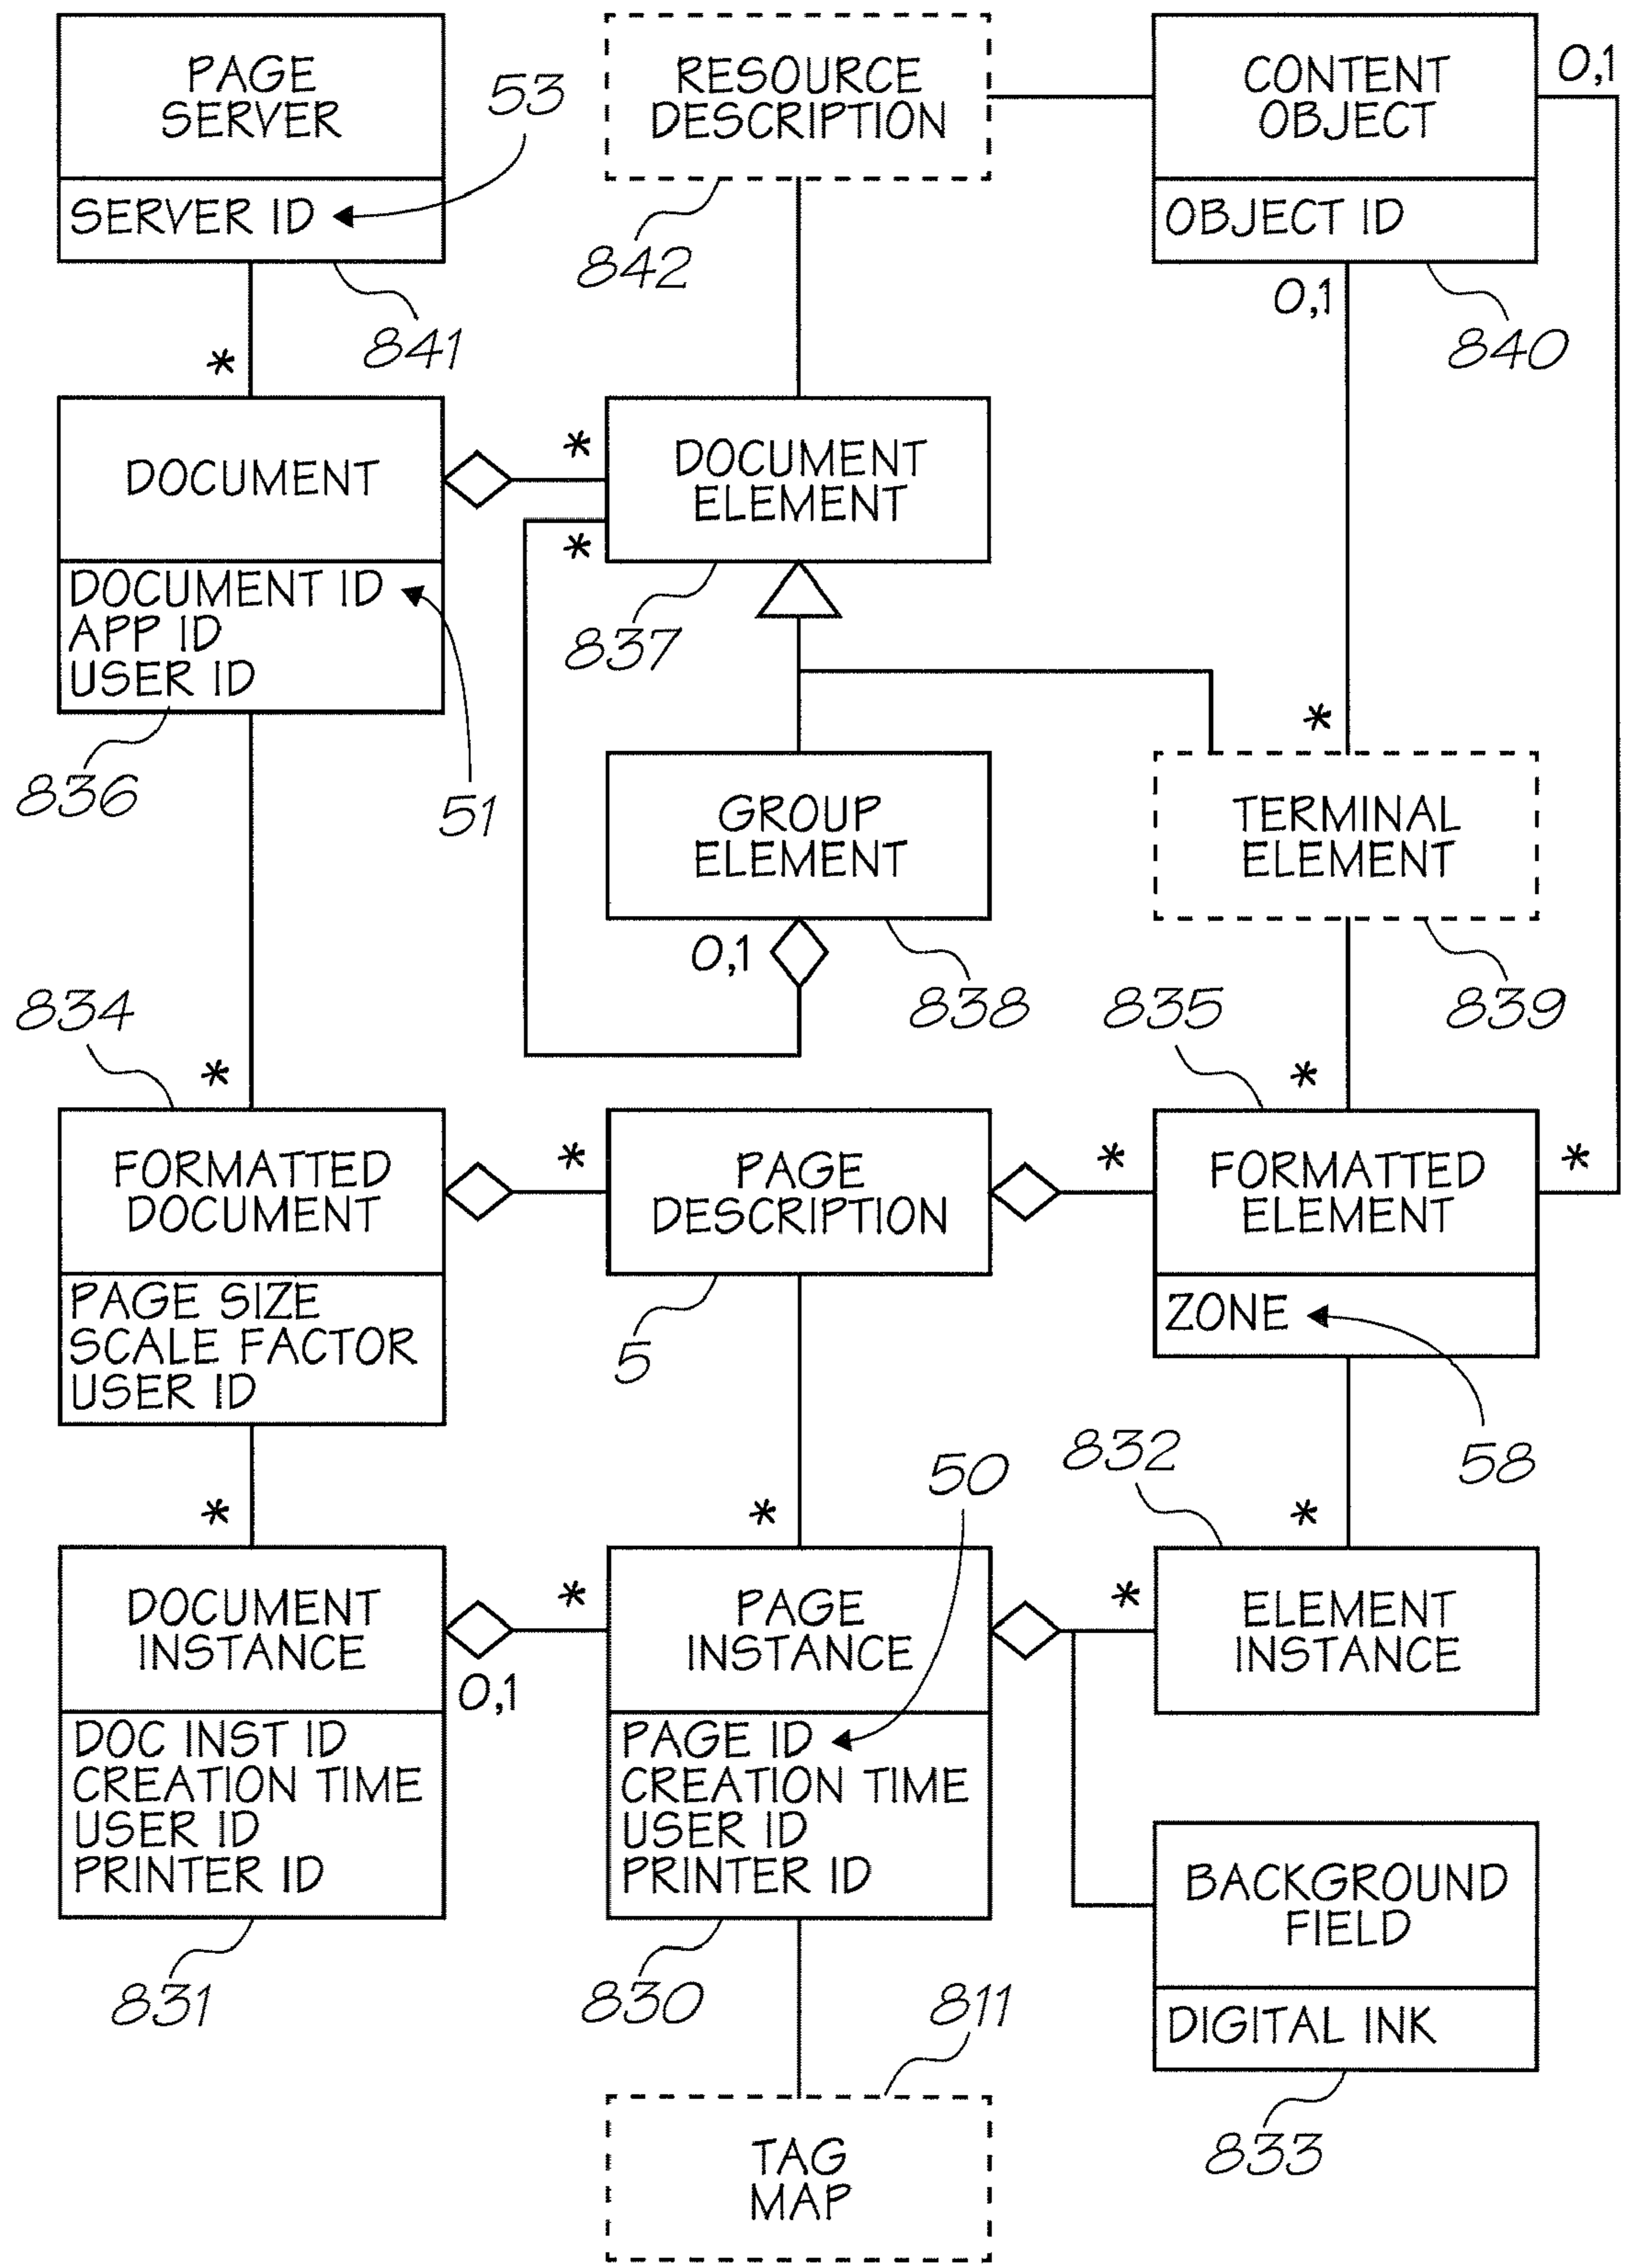 PAGE
SERVER
SERVER ID
53
841
RESOURCE
DESCRIPTION
842
CONTENT
OBJECT
OBJECT ID
0,1
0,1
840
*
DOCUMENT
DOCUMENT ID
APP ID
USER ID
836
51
*
*
DOCUMENT
ELEMENT
837
GROUP
ELEMENT
0,1
838
*
TERMINAL
ELEMENT
839
834
*
FORMATTED
DOCUMENT
PAGE SIZE
SCALE FACTOR
USER ID
*
PAGE
DESCRIPTION
5
835
*
*
FORMATTED
ELEMENT
*
ZONE
58
*
DOCUMENT
INSTANCE
0,1
DOC INST ID
CREATION TIME
USER ID
PRINTER ID
831
*
*
50
PAGE
INSTANCE
PAGE ID
CREATION TIME
USER ID
PRINTER ID
830
832
*
*
ELEMENT
INSTANCE
BACKGROUND
FIELD
DIGITAL INK
833
811
TAG
MAP